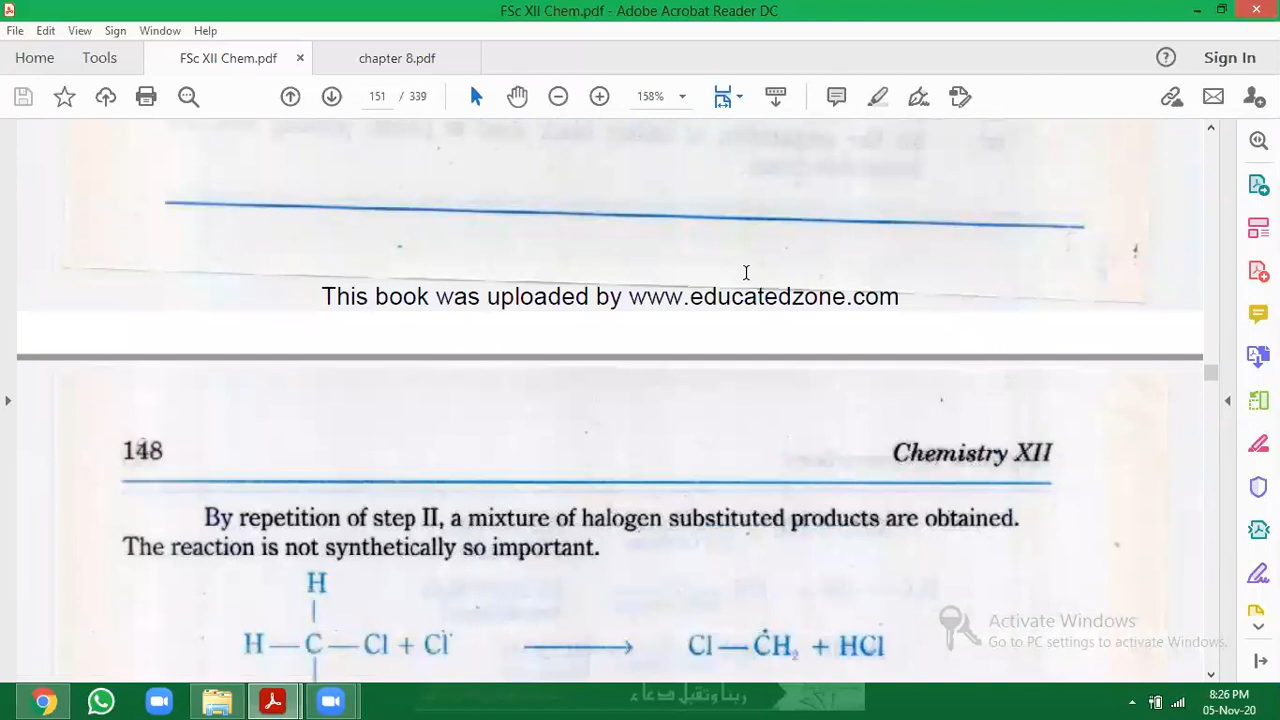 FSc XII Chem.pdf - Adobe Acrobat Reader DC
File Edit View Sign Window Help
Home Tools FSc XII Chem.pdf × chapter 8.pdf Sign In
151 / 339 158%
This book was uploaded by www.educatedzone.com
148 Chemistry XII
By repetition of step II, a mixture of halogen substituted products are obtained.
The reaction is not synthetically so important.
H
H—C—Cl + Cl˙ ⟶ Cl—ĊH₂ + HCl
Activate Windows
Go to PC settings to activate Windows.
ربنا وتقبل دعاء
8:26 PM
05-Nov-20